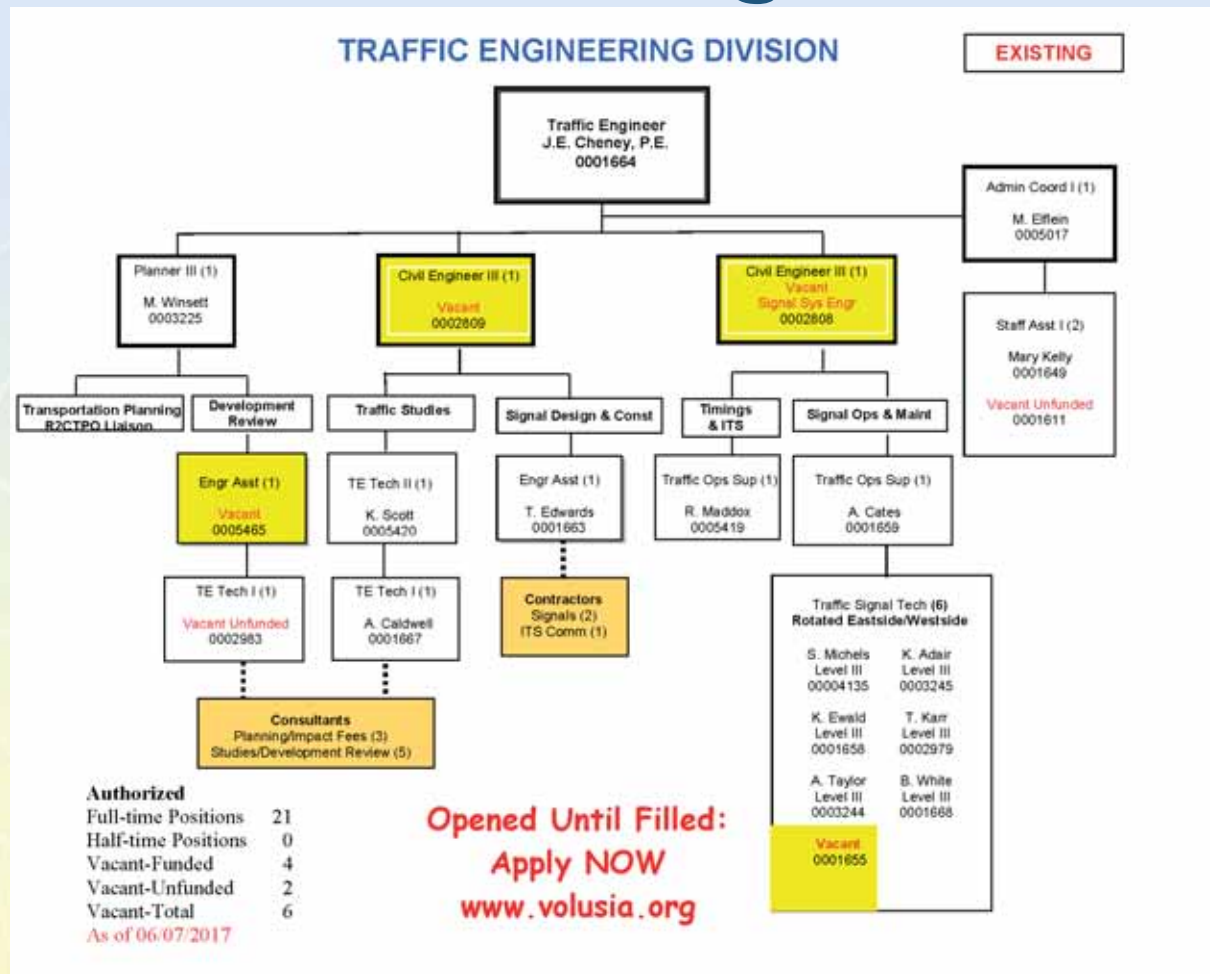 TRAFFIC ENGINEERING DIVISION
EXISTING
Traffic Engineer
J.E. Cheney, P.E.
0001664
Admin Coord I (1)
M. Elflein
0005017
Staff Asst I (2)
Mary Kelly
0001649
Vacant Unfunded
0001611
Planner III (1)
M. Winsett
0003225
Civil Engineer III (1)
Vacant
0002809
Civil Engineer III (1)
Vacant
Signal Sys Engr
0002808
Transportation Planning
R2CTPO Liaison
Development
Review
Traffic Studies
Signal Design & Const
Timings
& ITS
Signal Ops & Maint
Engr Asst (1)
Vacant
0005465
TE Tech II (1)
K. Scott
0005420
Engr Asst (1)
T. Edwards
0001663
Traffic Ops Sup (1)
R. Maddox
0005419
Traffic Ops Sup (1)
A. Cates
0001659
TE Tech I (1)
Vacant Unfunded
0002983
TE Tech I (1)
A. Caldwell
0001667
Contractors
Signals (2)
ITS Comm (1)
Traffic Signal Tech (6)
Rotated Eastside/Westside
S. Michels
Level III
00004135
K. Adair
Level III
0003245
K. Ewald
Level III
0001658
T. Karr
Level III
0002979
A. Taylor
Level III
0003244
B. White
Level III
0001668
Vacant
0001655
Consultants
Planning/Impact Fees (3)
Studies/Development Review (5)
Authorized
Full-time Positions 21
Half-time Positions 0
Vacant-Funded 4
Vacant-Unfunded 2
Vacant-Total 6
As of 06/07/2017
Opened Until Filled:
Apply NOW
www.volusia.org